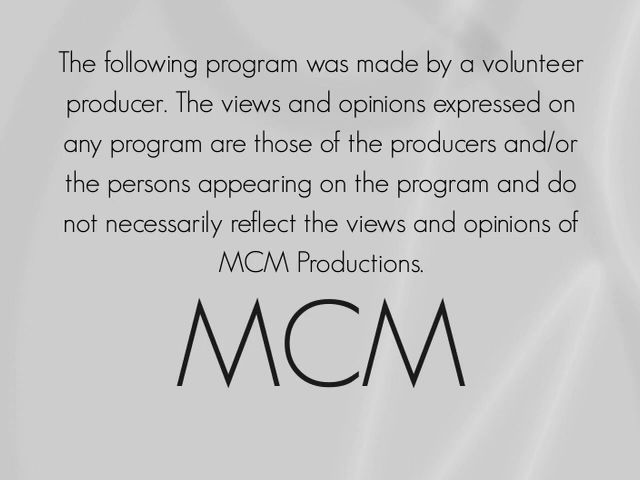 The following program was made by a volunteer
producer. The views and opinions expressed on
any program are those of the producers and/or
the persons appearing on the program and do
not necessarily reflect the views and opinions of
MCM Productions.
MCM